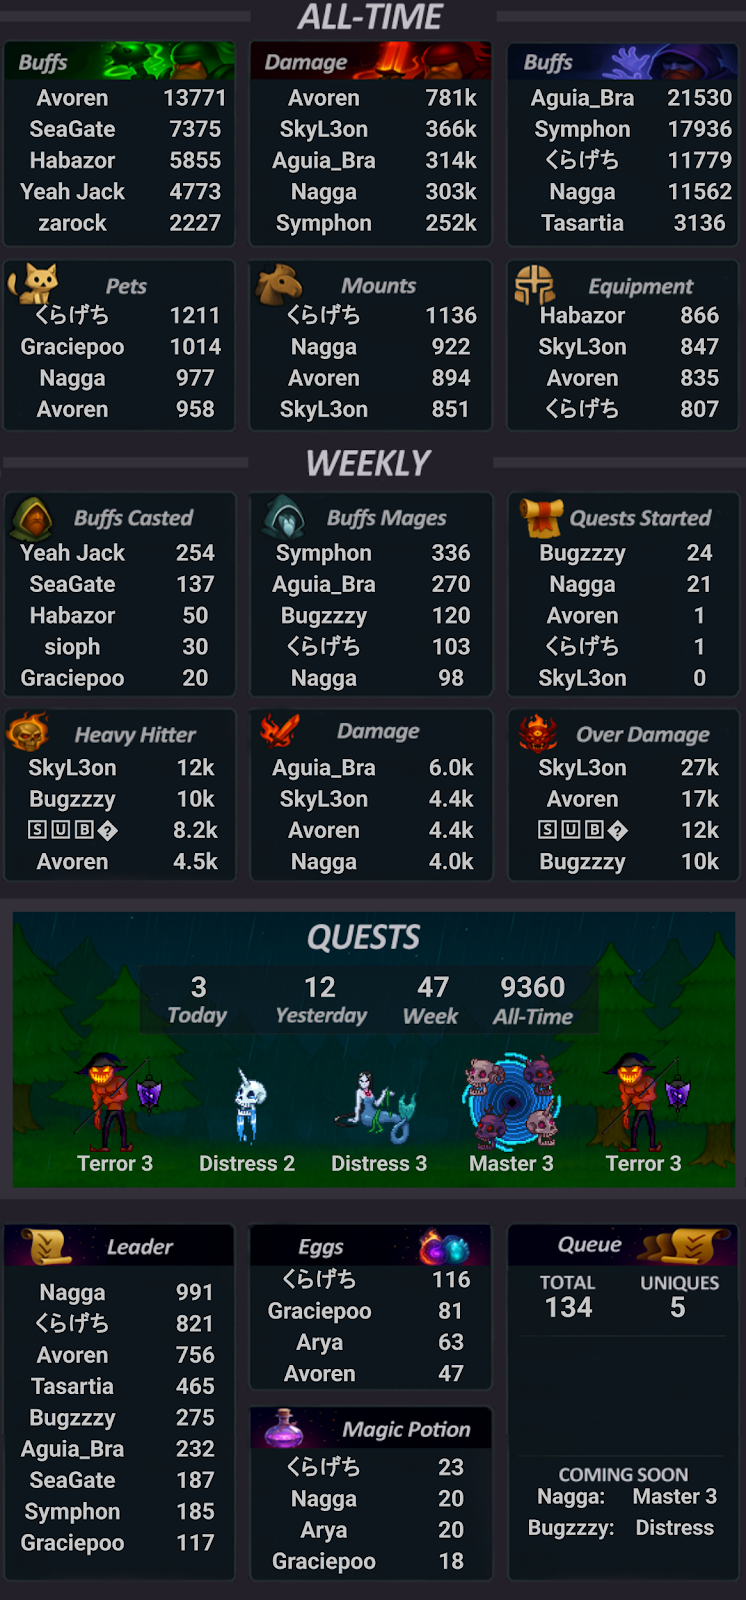 ALL-TIME
Buffs
Avoren 13771
SeaGate 7375
Habazor 5855
Yeah Jack 4773
zarock 2227
Damage
Avoren 781k
SkyL3on 366k
Aguia_Bra 314k
Nagga 303k
Symphon 252k
Buffs
Aguia_Bra 21530
Symphon 17936
くらげち 11779
Nagga 11562
Tasartia 3136
Pets
くらげち 1211
Graciepoo 1014
Nagga 977
Avoren 958
Mounts
くらげち 1136
Nagga 922
Avoren 894
SkyL3on 851
Equipment
Habazor 866
SkyL3on 847
Avoren 835
くらげち 807
WEEKLY
Buffs Casted
Yeah Jack 254
SeaGate 137
Habazor 50
sioph 30
Graciepoo 20
Buffs Mages
Symphon 336
Aguia_Bra 270
Bugzzzy 120
くらげち 103
Nagga 98
Quests Started
Bugzzzy 24
Nagga 21
Avoren 1
くらげち 1
SkyL3on 0
Heavy Hitter
SkyL3on 12k
Bugzzzy 10k
🅂🅄🄱� 8.2k
Avoren 4.5k
Damage
Aguia_Bra 6.0k
SkyL3on 4.4k
Avoren 4.4k
Nagga 4.0k
Over Damage
SkyL3on 27k
Avoren 17k
🅂🅄🄱� 12k
Bugzzzy 10k
QUESTS
3 12 47 9360
Today Yesterday Week All-Time
Terror 3 Distress 2 Distress 3 Master 3 Terror 3
Leader
Nagga 991
くらげち 821
Avoren 756
Tasartia 465
Bugzzzy 275
Aguia_Bra 232
SeaGate 187
Symphon 185
Graciepoo 117
Eggs
くらげち 116
Graciepoo 81
Arya 63
Avoren 47
Magic Potion
くらげち 23
Nagga 20
Arya 20
Graciepoo 18
Queue
TOTAL UNIQUES
134 5
COMING SOON
Nagga: Master 3
Bugzzzy: Distress